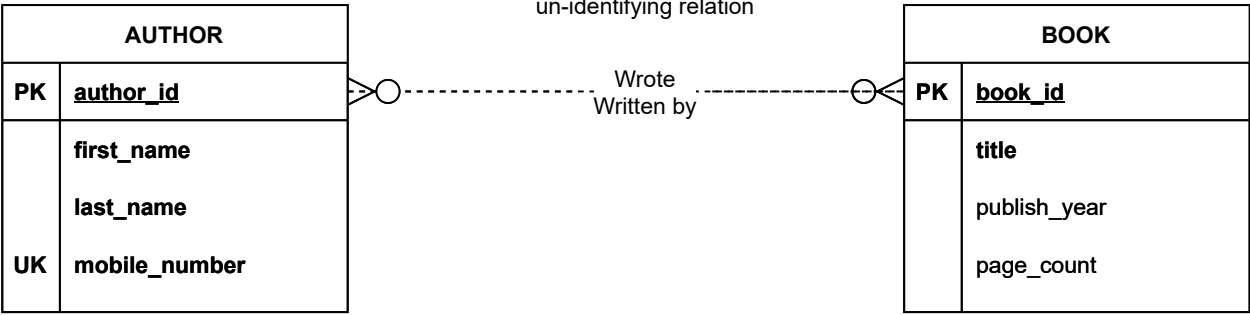 un-identifying relation
AUTHOR
PK author_id
first_name
last_name
UK mobile_number
Wrote
Written by
BOOK
PK book_id
title
publish_year
page_count